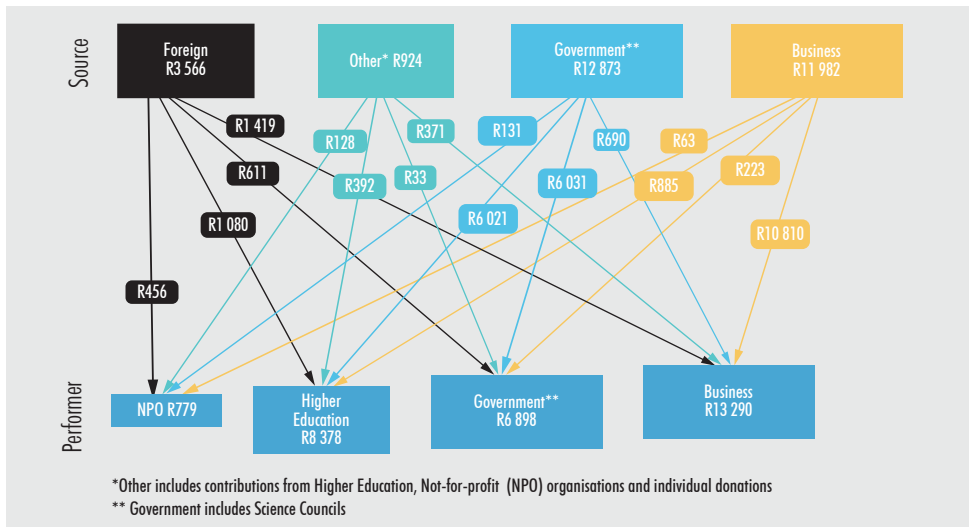 Source
Foreign
R3 566
Other* R924
Government**
R12 873
Business
R11 982
R1 419
R128
R371
R131
R690
R63
R611
R392
R33
R6 031
R885
R223
R1 080
R6 021
R10 810
R456
Performer
NPO R779
Higher
Education
R8 378
Government**
R6 898
Business
R13 290
*Other includes contributions from Higher Education, Not-for-profit (NPO) organisations and individual donations
** Government includes Science Councils